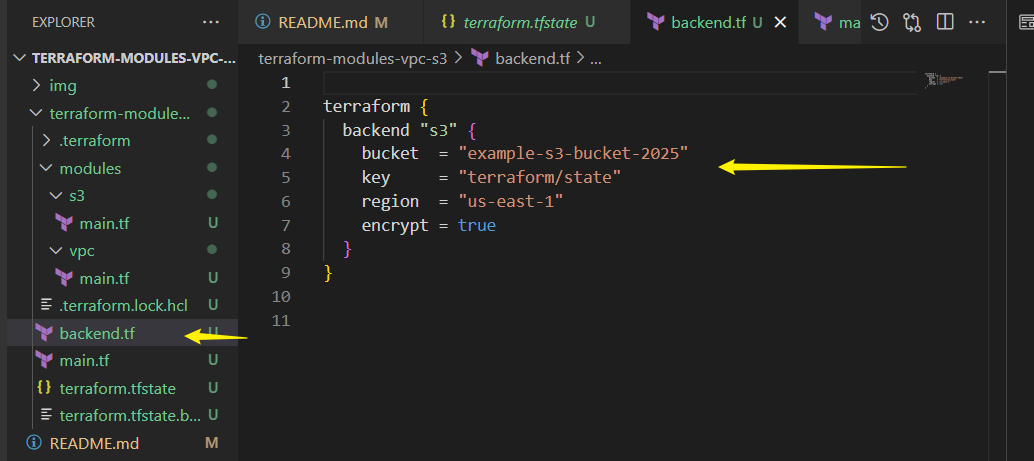 EXPLORER ...
TERRAFORM-MODULES-VPC-...
img
terraform-module...
.terraform
modules
s3
main.tf U
vpc
main.tf U
.terraform.lock.hcl U
backend.tf U
main.tf U
{} terraform.tfstate U
terraform.tfstate.b... U
README.md M
README.md M
{} terraform.tfstate U
backend.tf U
ma
...
terraform-modules-vpc-s3 > backend.tf > ...
1
2 terraform {
3 backend "s3" {
4 bucket = "example-s3-bucket-2025"
5 key = "terraform/state"
6 region = "us-east-1"
7 encrypt = true
8 }
9 }
10
11